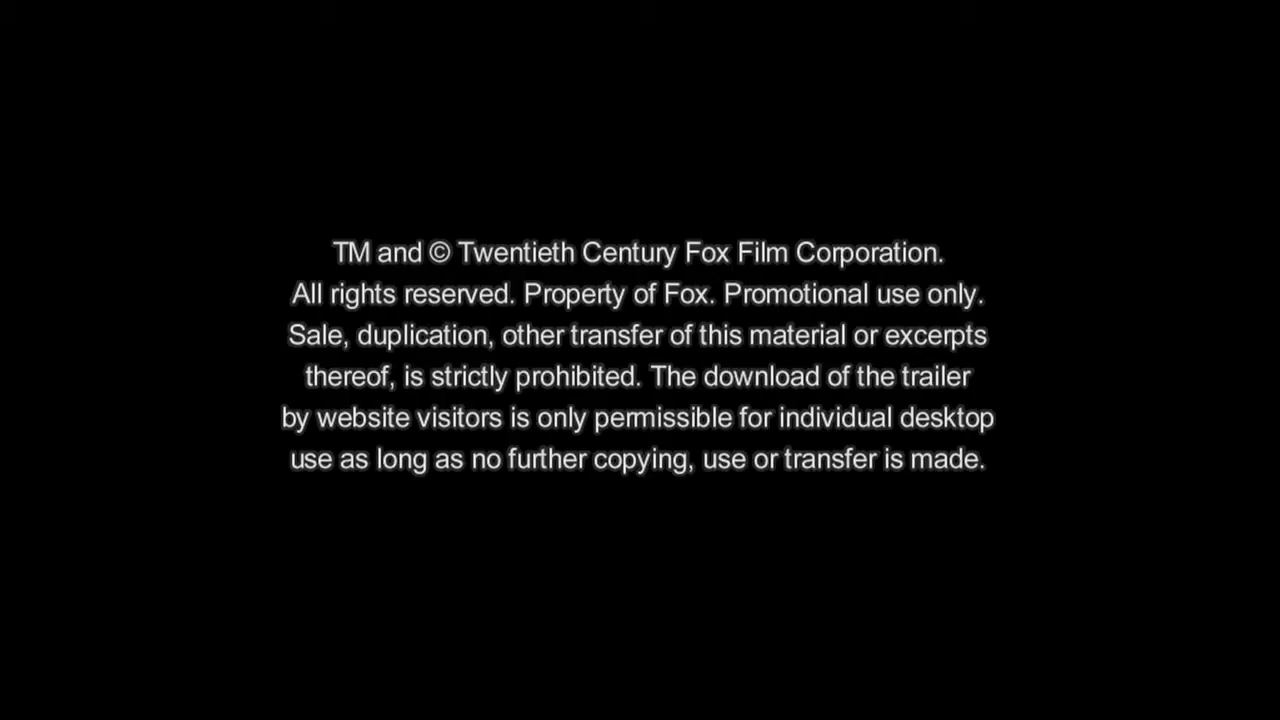 TM and © Twentieth Century Fox Film Corporation.
All rights reserved. Property of Fox. Promotional use only.
Sale, duplication, other transfer of this material or excerpts
thereof, is strictly prohibited. The download of the trailer
by website visitors is only permissible for individual desktop
use as long as no further copying, use or transfer is made.